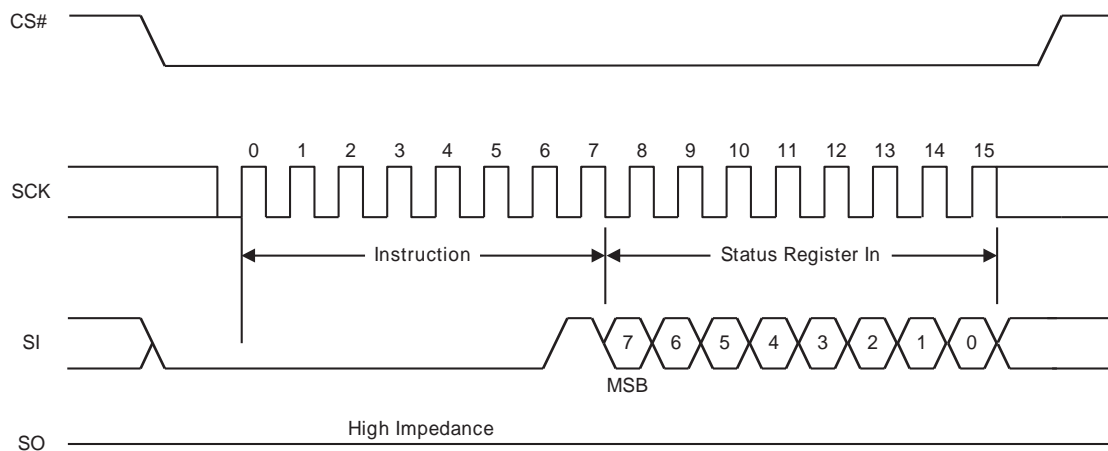 CS#
0 1 2 3 4 5 6 7 8 9 10 11 12 13 14 15
SCK
Instruction Status Register In
SI 7 6 5 4 3 2 1 0
MSB
High Impedance
SO